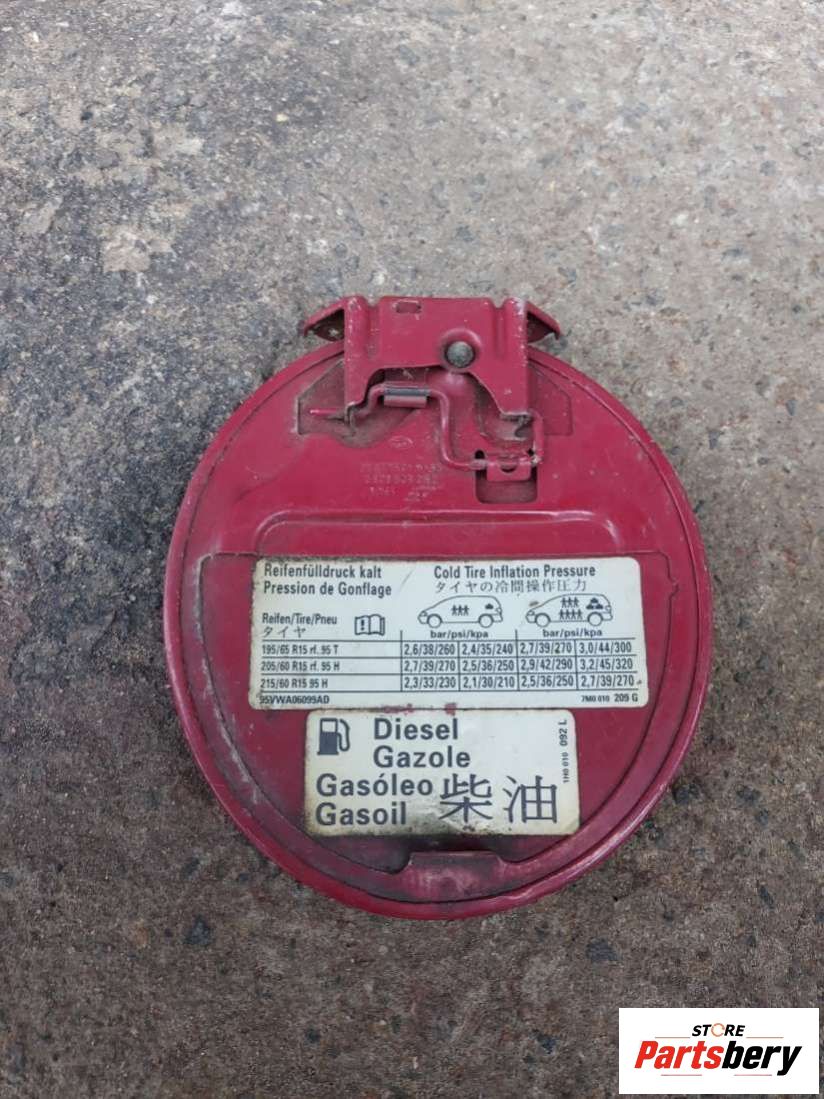 Reifenfülldruck kalt
Pression de Gonflage
Cold Tire Inflation Pressure
タイヤの冷間操作圧力
Reifen/Tire/Pneu
タイヤ
bar/psi/kpa bar/psi/kpa
195/65 R15 rf. 95 T 2,6/38/260 2,4/35/240 2,7/39/270 3,0/44/300
205/60 R15 rf. 95 H 2,7/39/270 2,5/36/250 2,9/42/290 3,2/45/320
215/60 R15 95 H 2,3/33/230 2,1/30/210 2,5/36/250 2,7/39/270
95VWA06099AD 7M0 010 209 G
Diesel
Gazole
Gasóleo
Gasoil
柴油
1H0 010 092 L
STORE
Partsbery